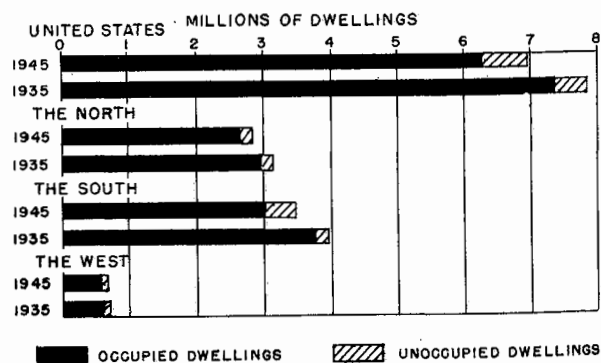 MILLIONS OF DWELLINGS
UNITED STATES
0 1 2 3 4 5 6 7 8
1945
1935
THE NORTH
1945
1935
THE SOUTH
1945
1935
THE WEST
1945
1935
OCCUPIED DWELLINGS UNOCCUPIED DWELLINGS